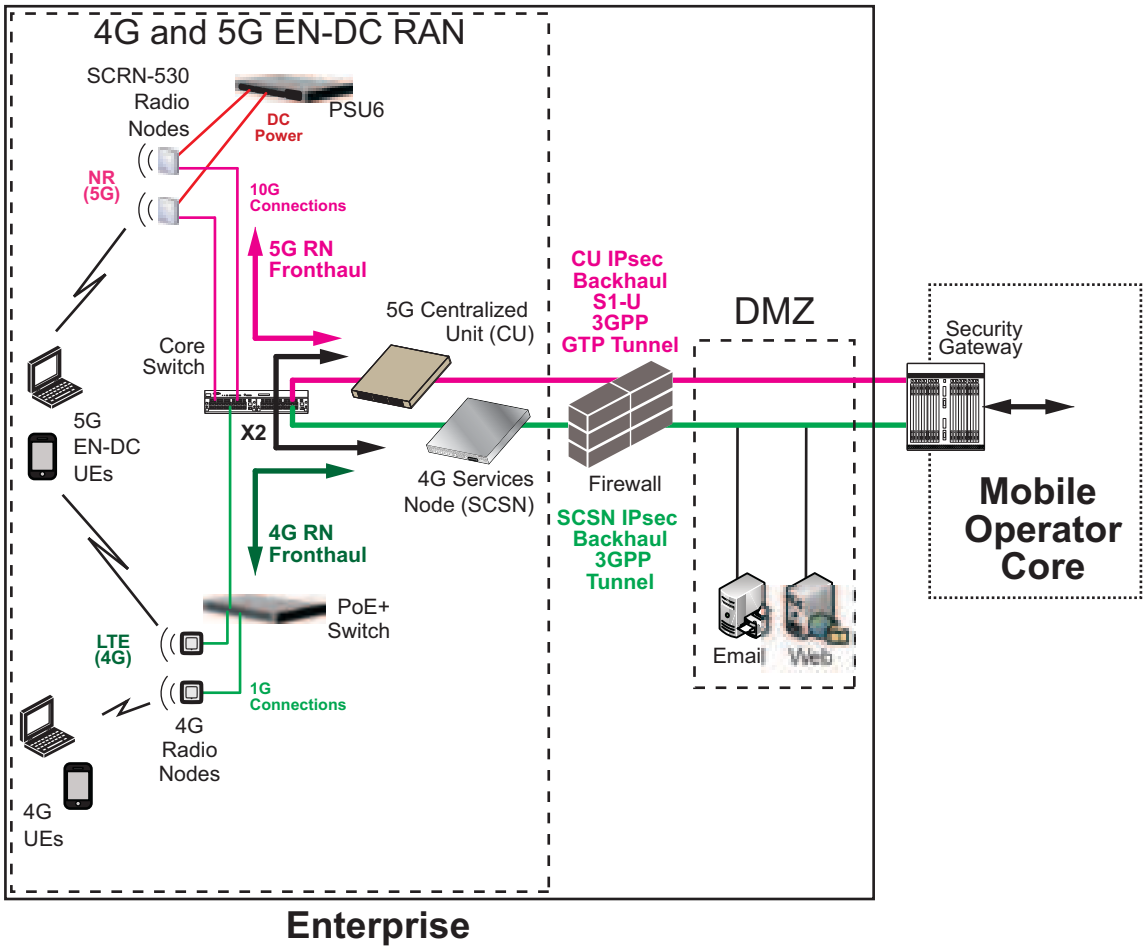 4G and 5G EN-DC RAN
SCRN-530
Radio
Nodes
PSU6
DC
Power
NR
(5G)
10G
Connections
5G RN
Fronthaul
CU IPsec
Backhaul
S1-U
3GPP
GTP Tunnel
5G Centralized
Unit (CU)
DMZ
Security
Gateway
Core
Switch
X2
5G
EN-DC
UEs
4G Services
Node (SCSN)
Firewall
Mobile
Operator
Core
4G RN
Fronthaul
SCSN IPsec
Backhaul
3GPP
Tunnel
PoE+
Switch
LTE
(4G)
Email
Web
1G
Connections
4G
Radio
Nodes
4G
UEs
Enterprise